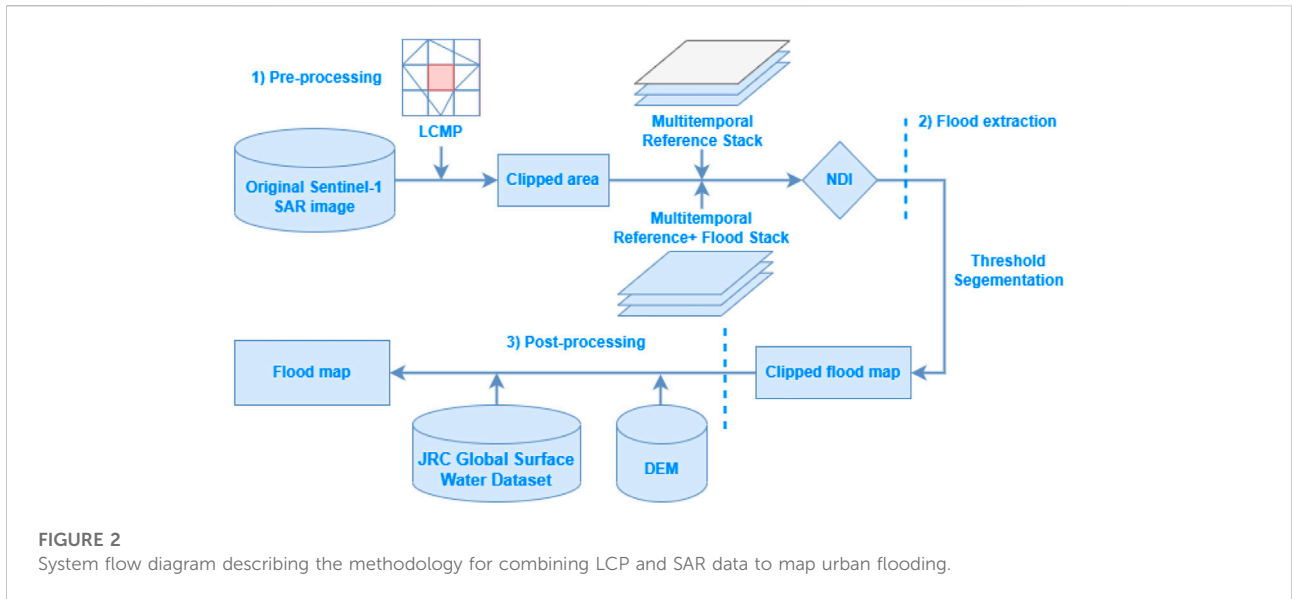 1) Pre-processing
LCMP
Original Sentinel-1
SAR image
Clipped area
Multitemporal
Reference Stack
Multitemporal
Reference+ Flood Stack
NDI
2) Flood extraction
Threshold
Segementation
Clipped flood map
3) Post-processing
DEM
JRC Global Surface
Water Dataset
Flood map
FIGURE 2
System flow diagram describing the methodology for combining LCP and SAR data to map urban flooding.